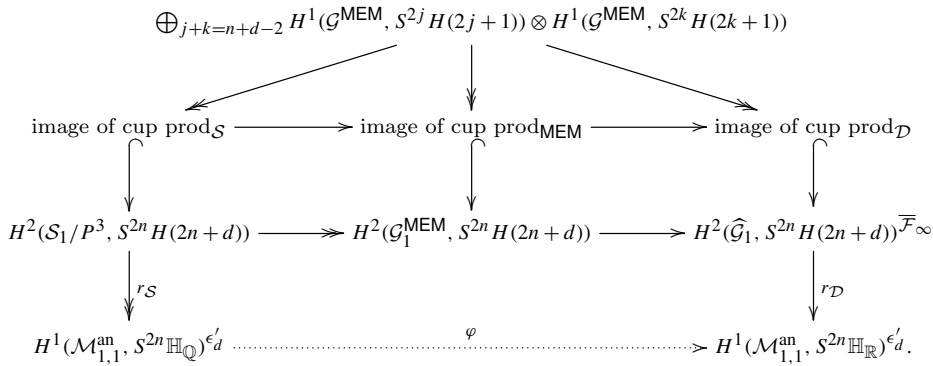 ⊕_{j+k=n+d−2} H^1(𝒢^{MEM}, S^{2j}H(2j+1)) ⊗ H^1(𝒢^{MEM}, S^{2k}H(2k+1))
image of cup prod_𝒮 image of cup prod_{MEM} image of cup prod_𝒟
H^2(𝒮_1/P^3, S^{2n}H(2n+d)) H^2(𝒢_1^{MEM}, S^{2n}H(2n+d)) H^2(\widehat{𝒢}_1, S^{2n}H(2n+d))^{\overline{ℱ}_∞}
r_𝒮 r_𝒟
H^1(ℳ_{1,1}^{an}, S^{2n}ℍ_ℚ)^{ϵ'_d} φ H^1(ℳ_{1,1}^{an}, S^{2n}ℍ_ℝ)^{ϵ'_d}.